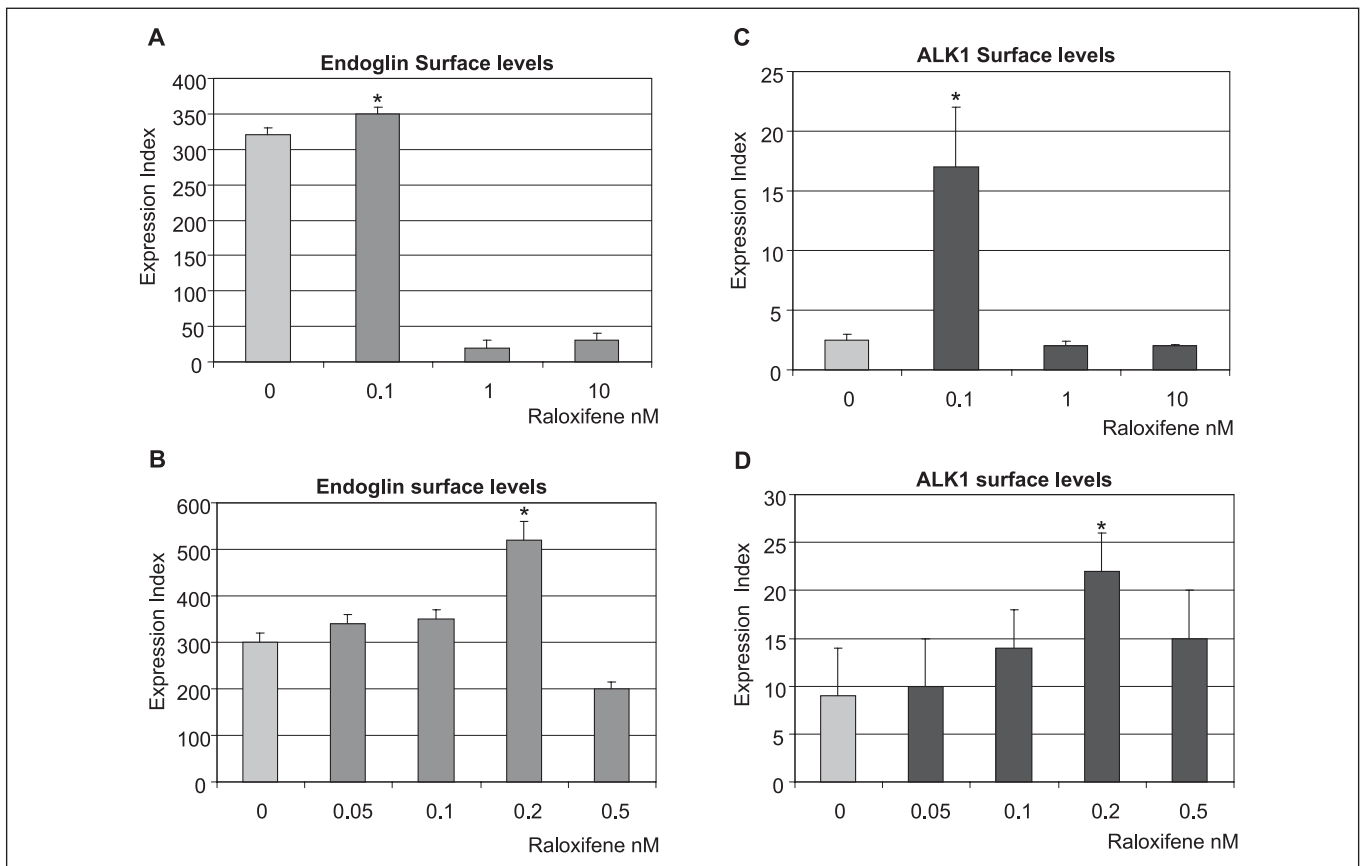 A
Endoglin Surface levels
Expression Index
400
350
300
250
200
150
100
50
0
*
0 0.1 1 10
Raloxifene nM
C
ALK1 Surface levels
Expression Index
25
20
15
10
5
0
*
0 0.1 1 10
Raloxifene nM
B
Endoglin surface levels
Expression Index
600
500
400
300
200
100
0
*
0 0.05 0.1 0.2 0.5
Raloxifene nM
D
ALK1 surface levels
Expression Index
30
25
20
15
10
5
0
*
0 0.05 0.1 0.2 0.5
Raloxifene nM